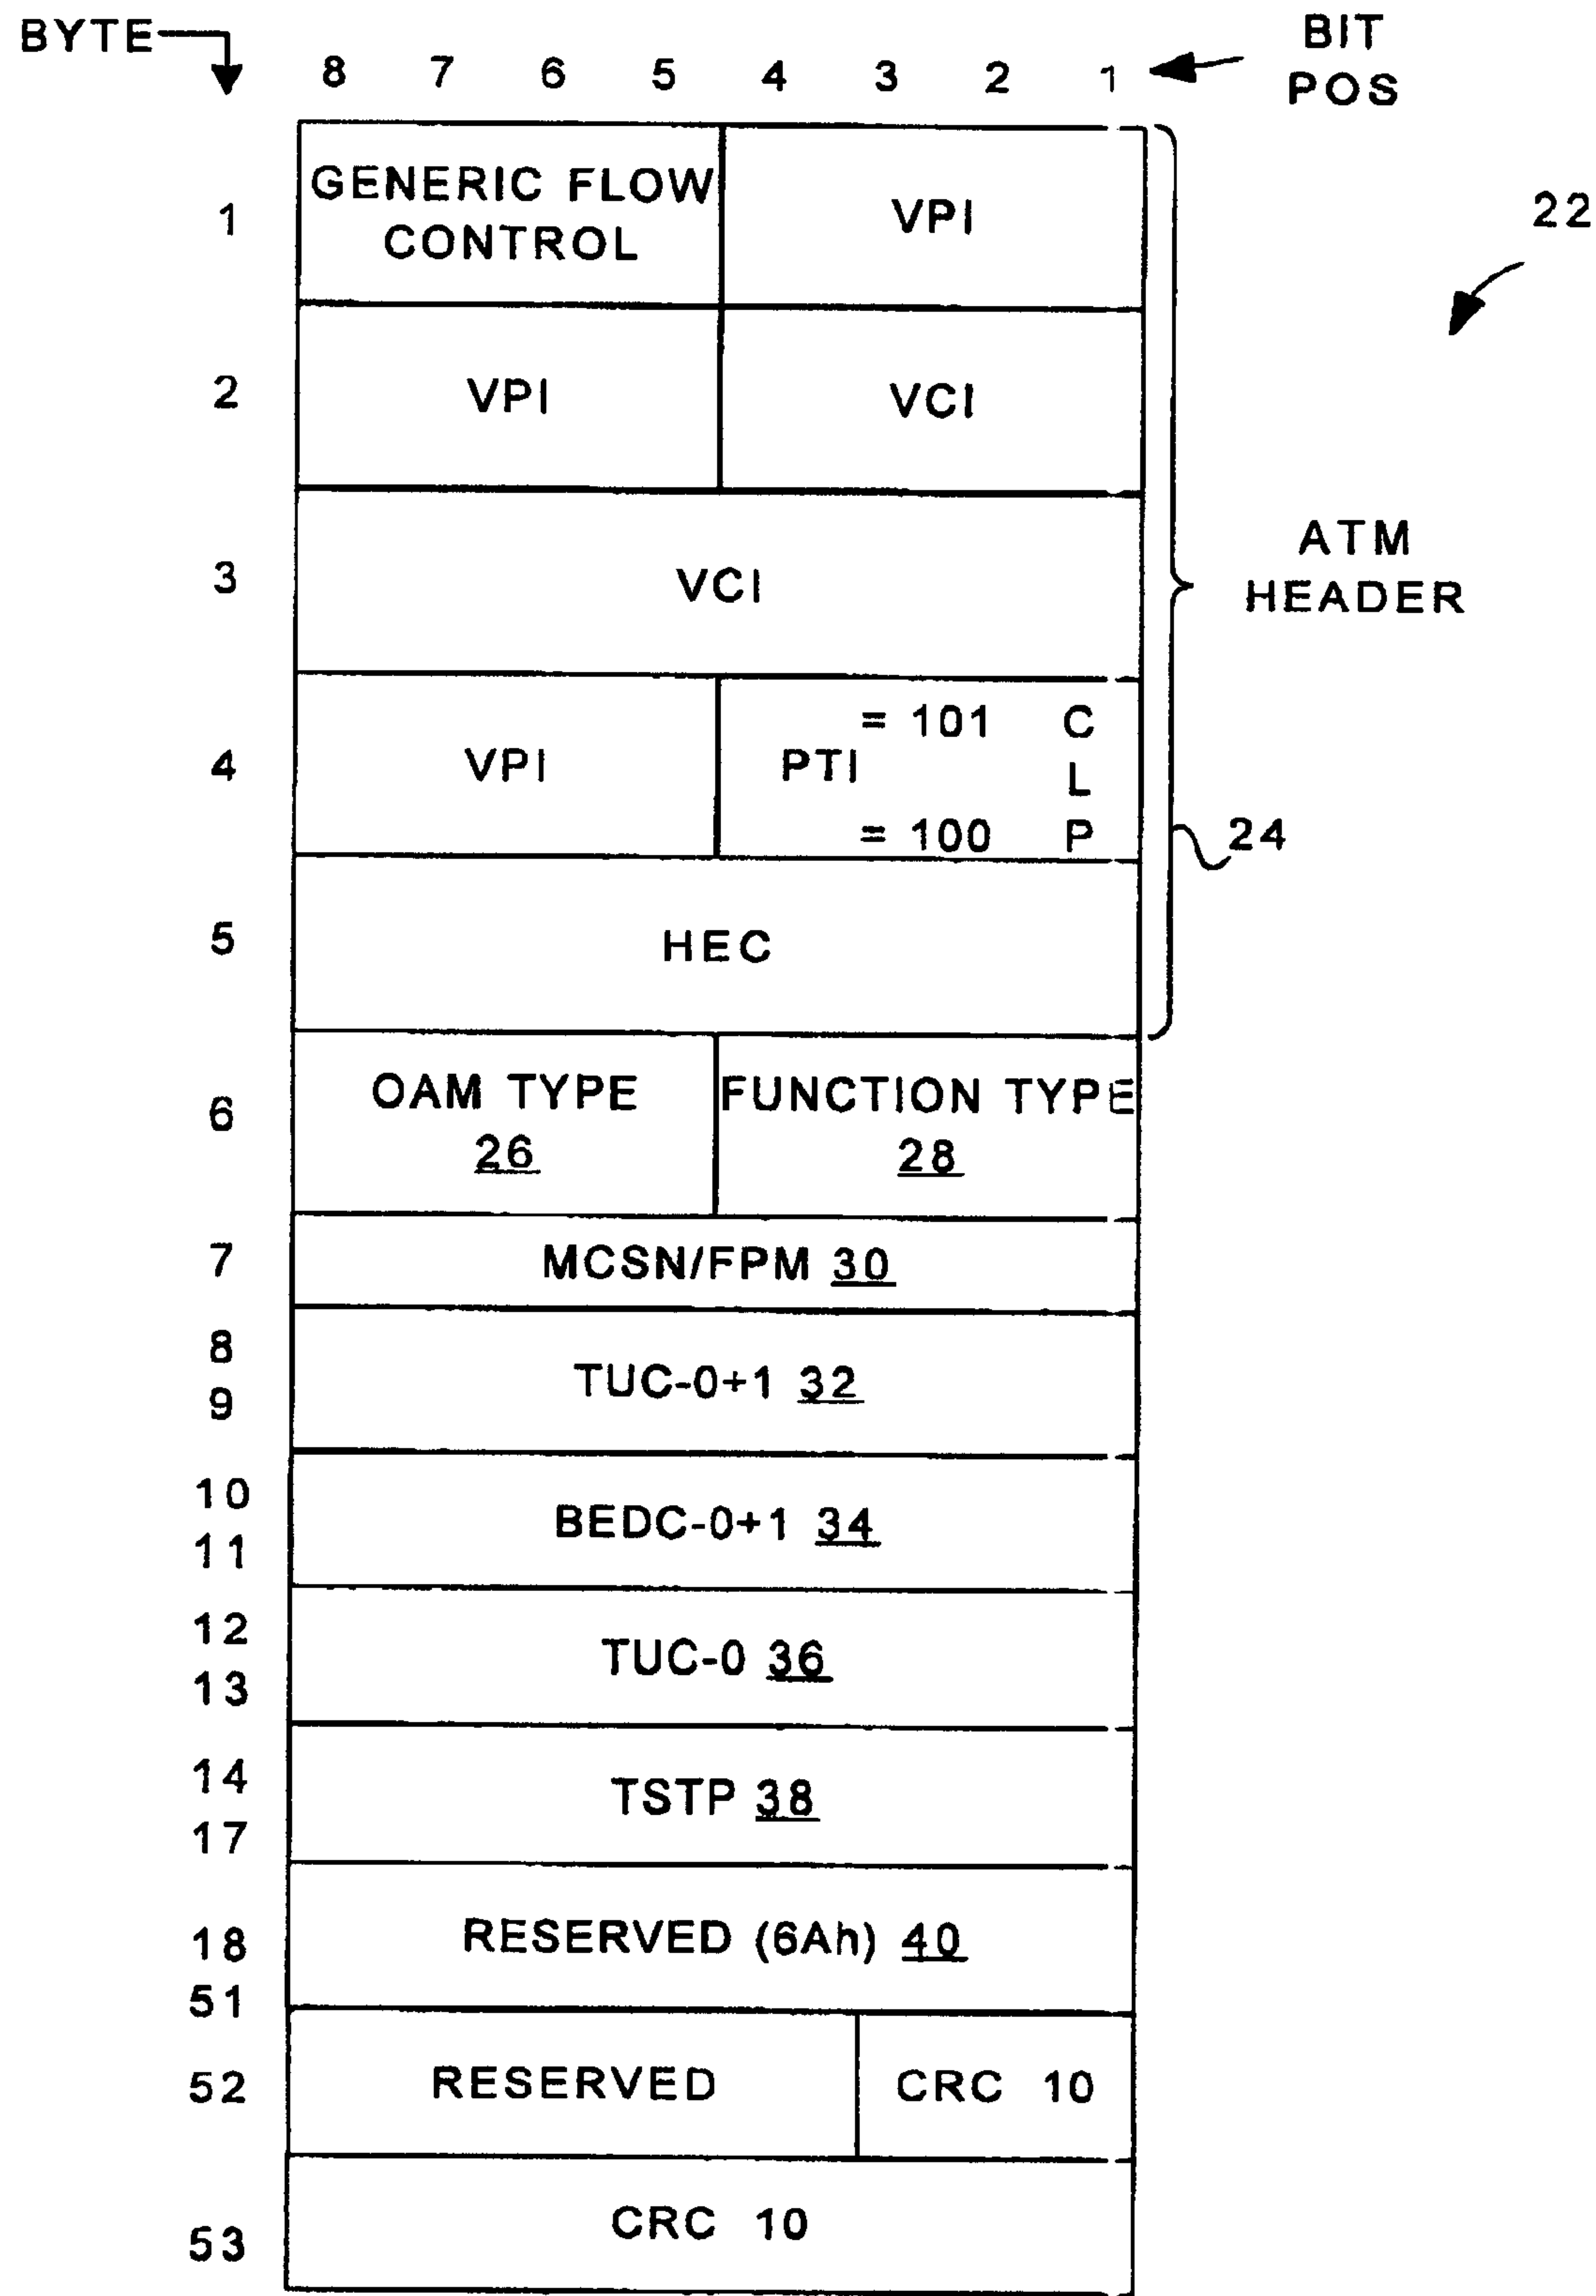 BYTE
BIT
POS
8 7 6 5 4 3 2 1
22
1 GENERIC FLOW CONTROL VPI
2 VPI VCI
3 VCI
ATM
HEADER
4 VPI PTI = 101 = 100 CLP
24
5 HEC
6 OAM TYPE 26 FUNCTION TYPE 28
7 MCSN/FPM 30
8
9
TUC-0+1 32
10
11
BEDC-0+1 34
12
13
TUC-0 36
14
17
TSTP 38
18
51
RESERVED (6Ah) 40
52 RESERVED CRC 10
53 CRC 10